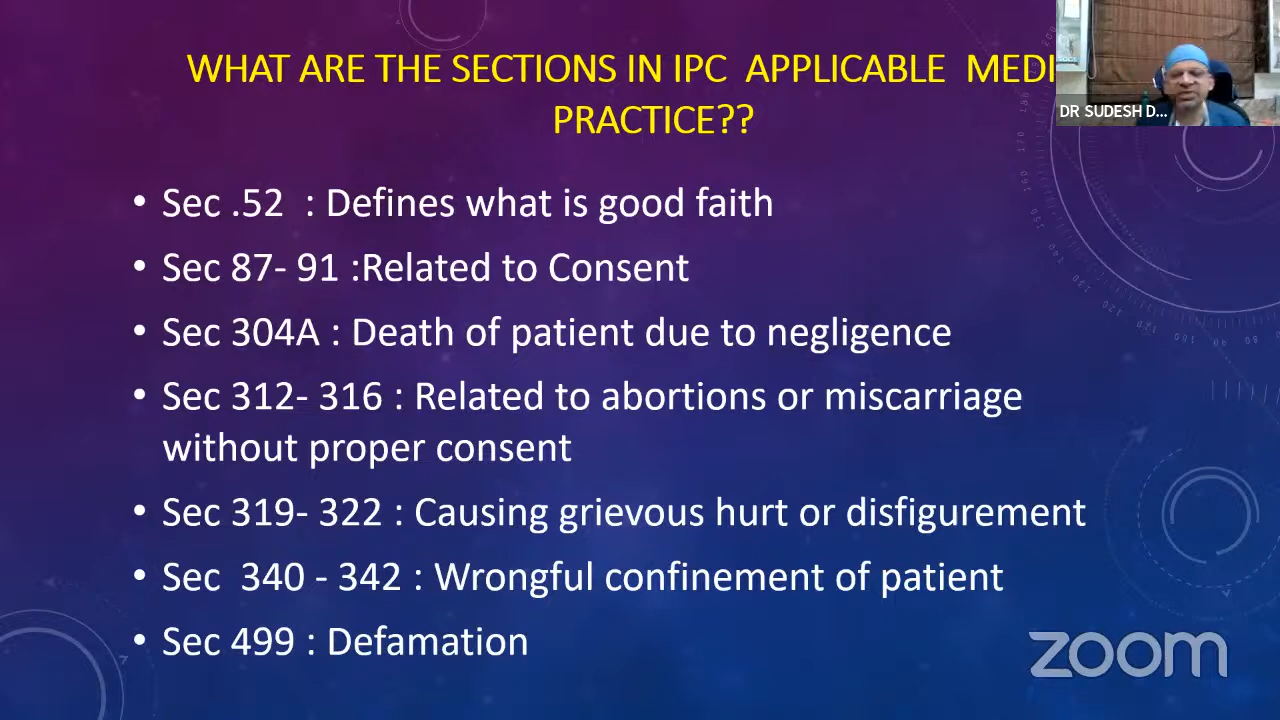 WHAT ARE THE SECTIONS IN IPC APPLICABLE MEDI
PRACTICE??
DR SUDESH D...
• Sec .52 : Defines what is good faith
• Sec 87- 91 :Related to Consent
• Sec 304A : Death of patient due to negligence
• Sec 312- 316 : Related to abortions or miscarriage
without proper consent
• Sec 319- 322 : Causing grievous hurt or disfigurement
• Sec 340 - 342 : Wrongful confinement of patient
• Sec 499 : Defamation
zoom